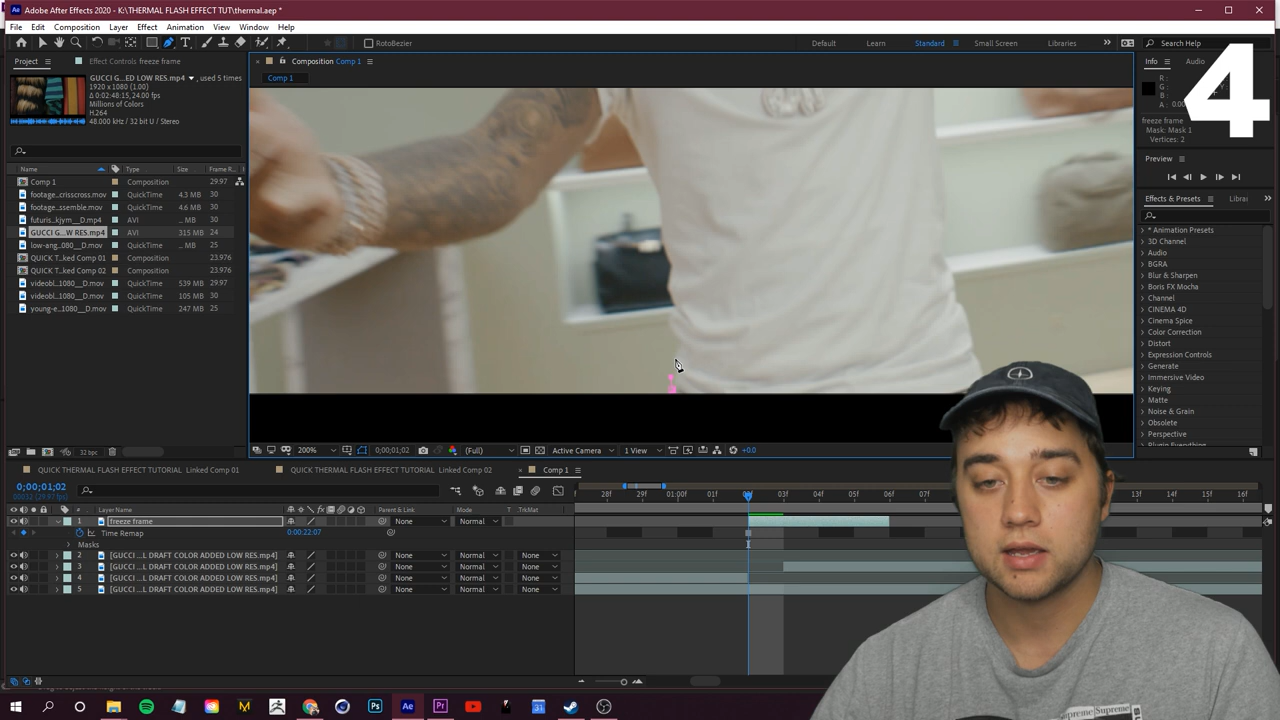 Adobe After Effects 2020 - K:\THERMAL FLASH EFFECT TUT\thermal.aep *
File Edit Composition Layer Effect Animation View Window Help
RotoBezier
Default Learn Standard Small Screen Libraries
Search Help
4
Project
Effect Controls freeze frame
Composition Comp 1
Comp 1
Info Audio
GUCCI G...ED LOW RES.mp4 , used 5 times
1920 x 1080 (1.00)
Δ 0:02:48:15, 24.00 fps
Millions of Colors
H.264
48.000 kHz / 32 bit U / Stereo
R :
G :
B :
A :
freeze frame
Mask: Mask 1
Vertices: 2
Preview
Name Type Size Frame R...
Comp 1 Composition 29.97
footage_crisscross.mov QuickTime 4.3 MB 30
footage_ssemble.mov QuickTime 4.6 MB 30
futuris...kjym__D.mp4 AVI ... MB 30
GUCCI G...W RES.mp4 AVI 315 MB 24
low-ang...080__D.mov QuickTime ... MB 25
QUICK T...ked Comp 01 Composition 23.976
QUICK T...ked Comp 02 Composition 23.976
videobl...1080__D.mov QuickTime 539 MB 29.97
videobl...1080__D.mov QuickTime 105 MB 30
young-e...1080__D.mov QuickTime 247 MB 25
Effects & Presets Librai
* Animation Presets
3D Channel
Audio
BGRA
Blur & Sharpen
Boris FX Mocha
Channel
CINEMA 4D
Cinema Spice
Color Correction
Distort
Expression Controls
Generate
Immersive Video
Keying
Matte
Noise & Grain
Obsolete
Perspective
32 bpc
200% 0;00;01;02 (Full) Active Camera 1 View +0.0
QUICK THERMAL FLASH EFFECT TUTORIAL Linked Comp 01
QUICK THERMAL FLASH EFFECT TUTORIAL Linked Comp 02
Comp 1
0;00;01;02
00032 (29.97 fps)
# Layer Name Parent & Link Mode T .TrkMat
28f 29f 01:00f 01f 02f 03f 04f 05f 06f 07f 13f 14f 15f 16f
1 freeze frame None Normal
Time Remap 0:00:22:07
Masks
2 [GUCCI ...L DRAFT COLOR ADDED LOW RES.mp4] None Normal None
3 [GUCCI ...L DRAFT COLOR ADDED LOW RES.mp4] None Normal None
4 [GUCCI ...L DRAFT COLOR ADDED LOW RES.mp4] None Normal None
5 [GUCCI ...L DRAFT COLOR ADDED LOW RES.mp4] None Normal None
Supreme Supreme